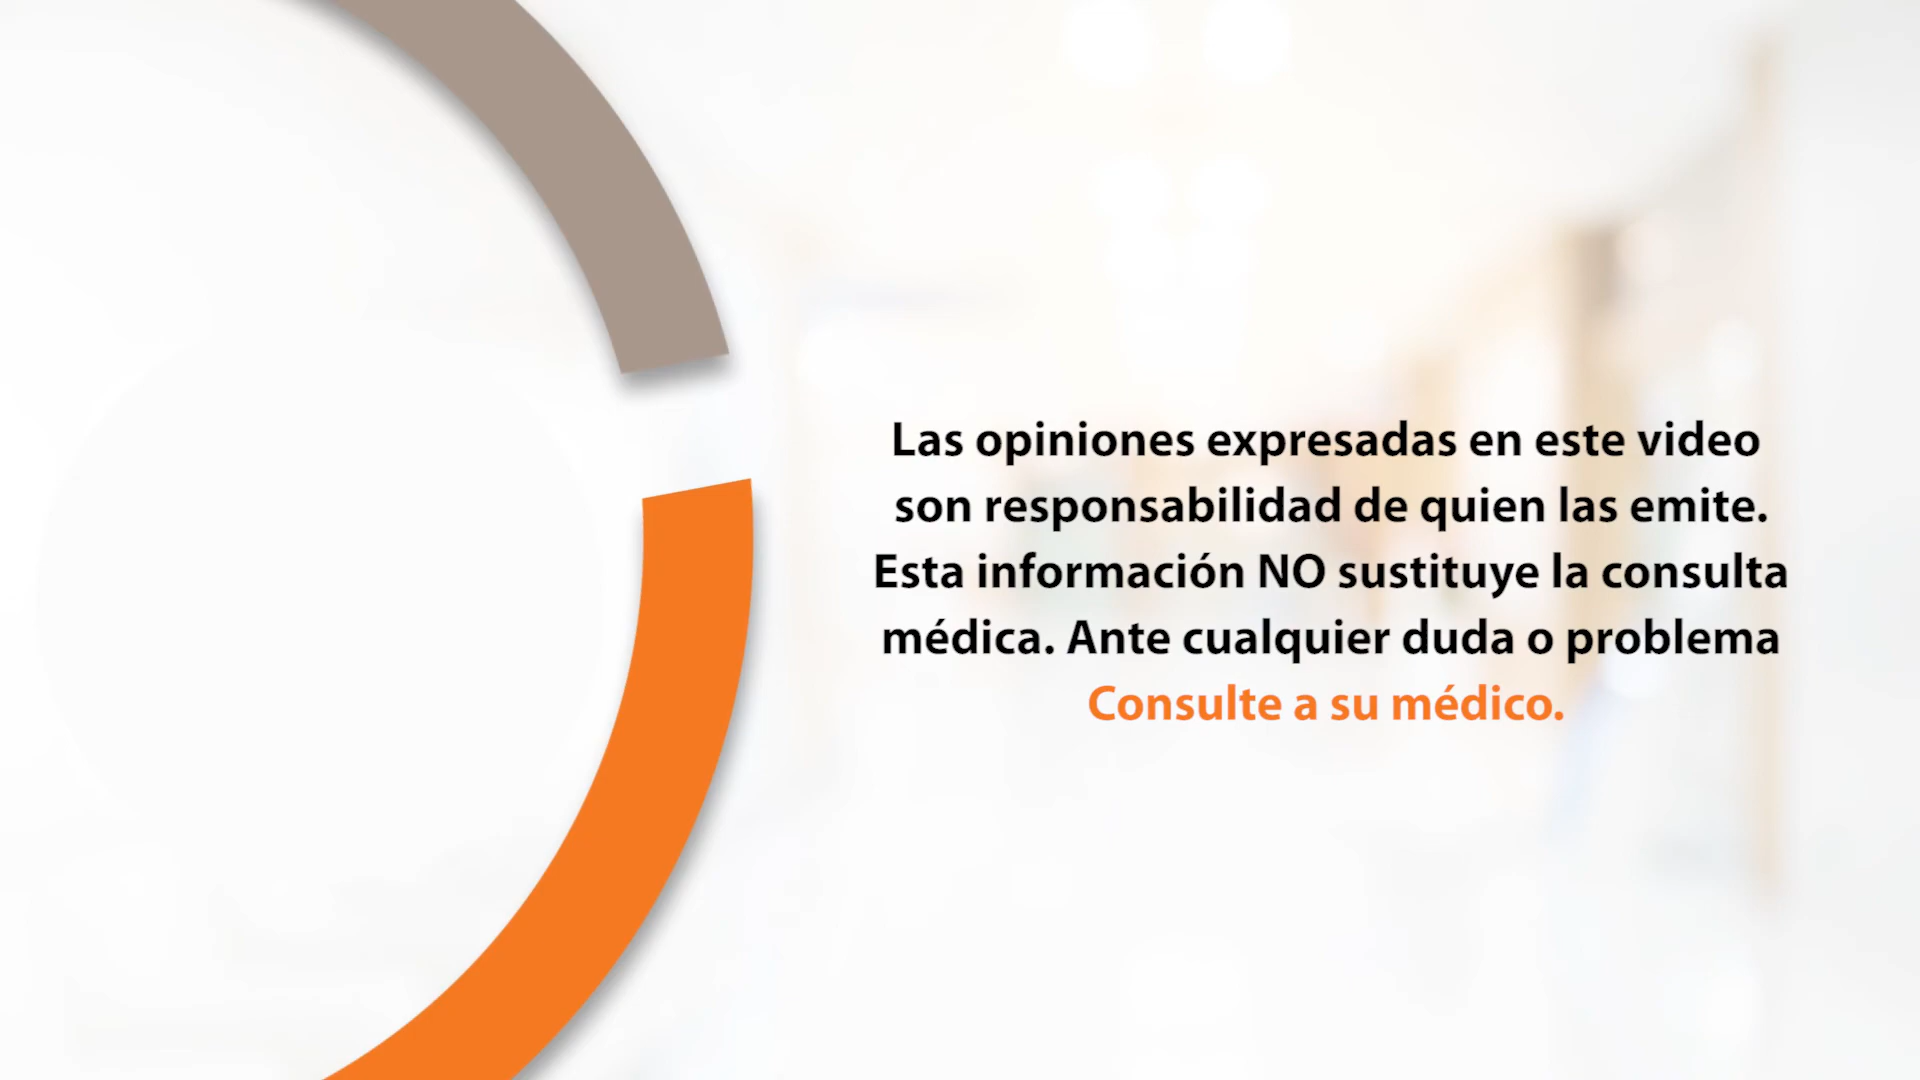 Las opiniones expresadas en este video
son responsabilidad de quien las emite.
Esta información NO sustituye la consulta
médica. Ante cualquier duda o problema
Consulte a su médico.